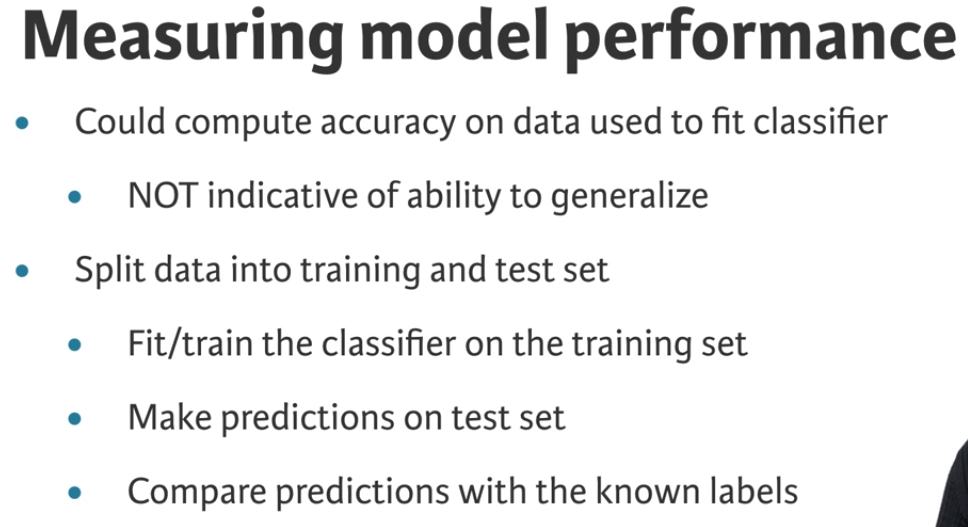 Measuring model performance
• Could compute accuracy on data used to fit classifier
• NOT indicative of ability to generalize
• Split data into training and test set
• Fit/train the classifier on the training set
• Make predictions on test set
• Compare predictions with the known labels